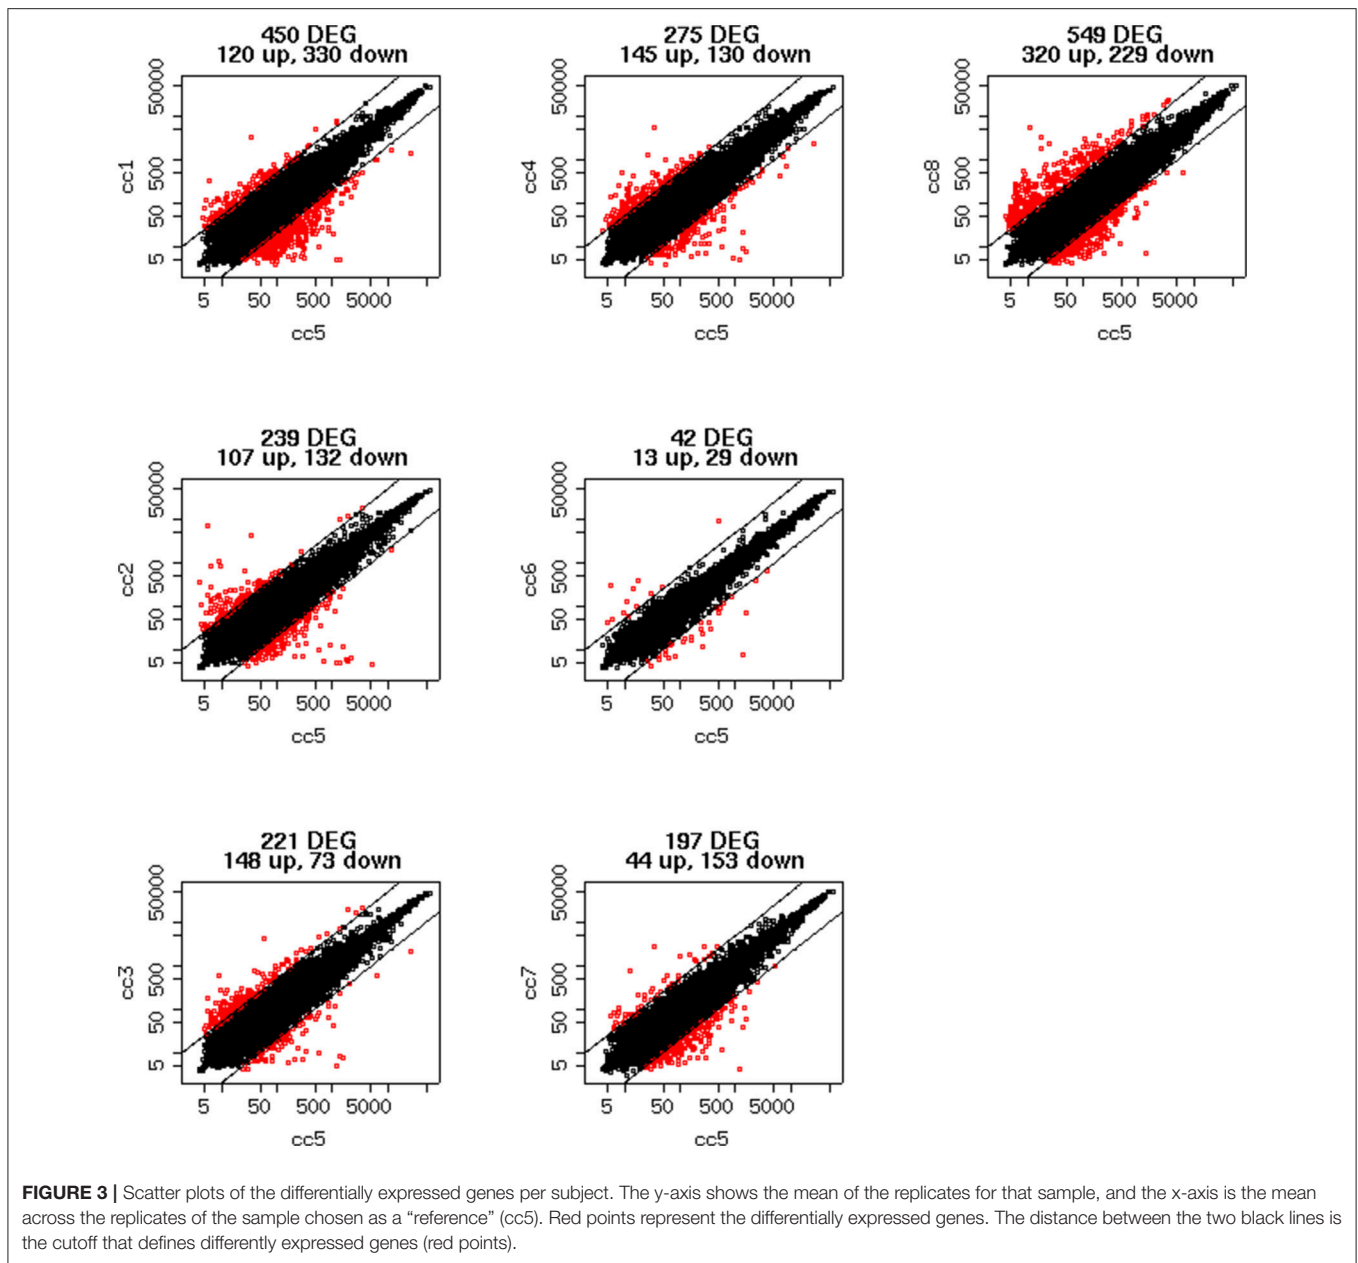 450 DEG
120 up, 330 down
cc1
50000
500
50
5
5 50 500 5000
cc5
275 DEG
145 up, 130 down
cc4
50000
500
50
5
5 50 500 5000
cc5
549 DEG
320 up, 229 down
cc8
50000
500
50
5
5 50 500 5000
cc5
239 DEG
107 up, 132 down
cc2
50000
500
50
5
5 50 500 5000
cc5
42 DEG
13 up, 29 down
cc6
50000
500
50
5
5 50 500 5000
cc5
221 DEG
148 up, 73 down
cc3
50000
500
50
5
5 50 500 5000
cc5
197 DEG
44 up, 153 down
cc7
50000
500
50
5
5 50 500 5000
cc5
FIGURE 3 | Scatter plots of the differentially expressed genes per subject. The y-axis shows the mean of the replicates for that sample, and the x-axis is the mean
across the replicates of the sample chosen as a “reference” (cc5). Red points represent the differentially expressed genes. The distance between the two black lines is
the cutoff that defines differently expressed genes (red points).